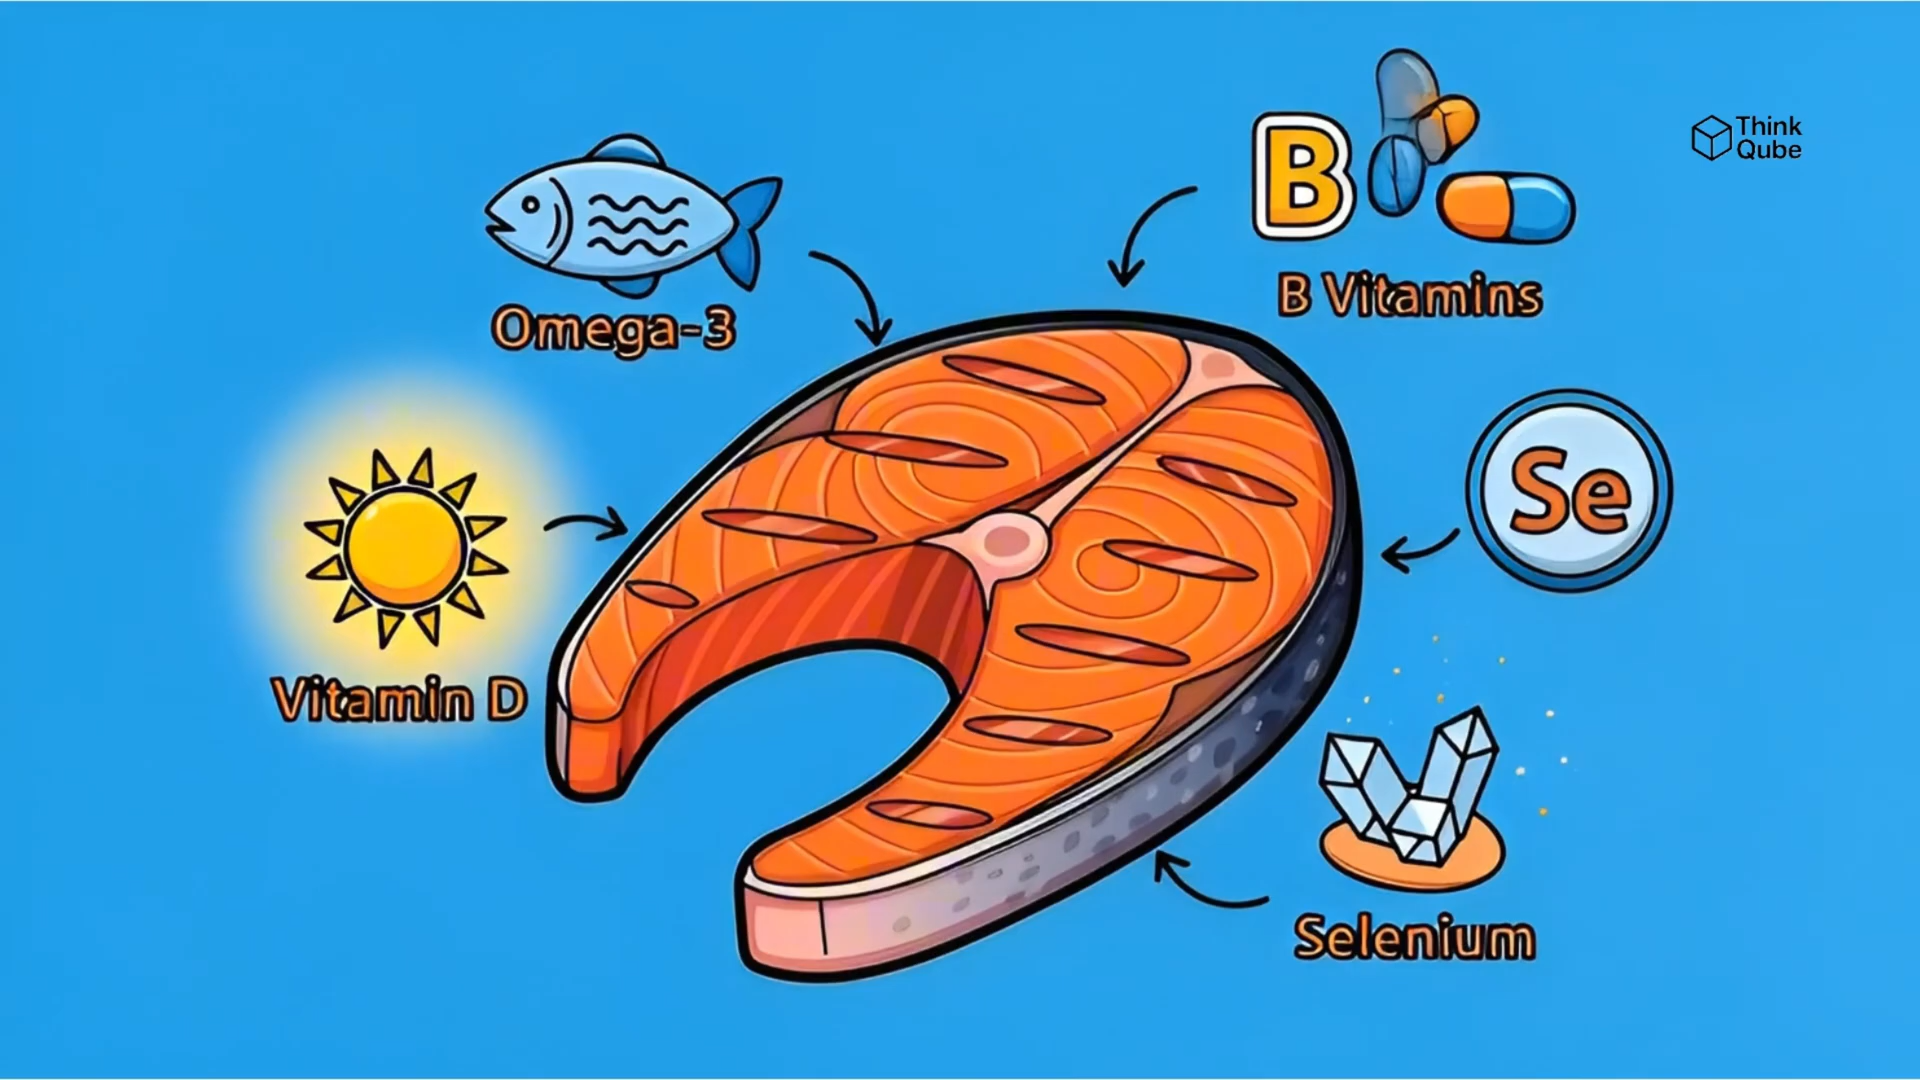 Think
Qube
B
B Vitamins
Omega-3
Se
Vitamin D
Selenium